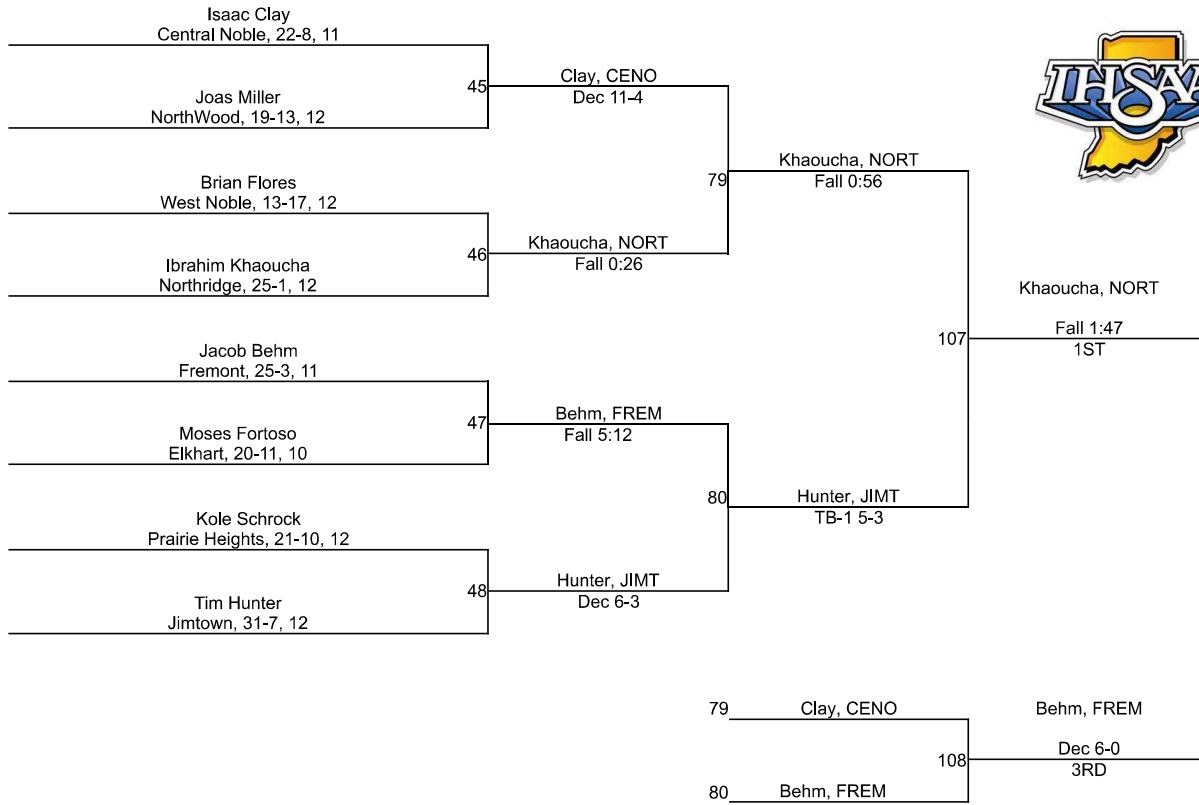 Isaac Clay
Central Noble, 22-8, 11
Joas Miller
NorthWood, 19-13, 12
Brian Flores
West Noble, 13-17, 12
Ibrahim Khaoucha
Northridge, 25-1, 12
Jacob Behm
Fremont, 25-3, 11
Moses Fortoso
Elkhart, 20-11, 10
Kole Schrock
Prairie Heights, 21-10, 12
Tim Hunter
Jimtown, 31-7, 12
45
Clay, CENO
Dec 11-4
46
Khaoucha, NORT
Fall 0:26
47
Behm, FREM
Fall 5:12
48
Hunter, JIMT
Dec 6-3
79
Khaoucha, NORT
Fall 0:56
80
Hunter, JIMT
TB-1 5-3
107
Khaoucha, NORT
Fall 1:47
1ST
IHSAA
79
Clay, CENO
80
Behm, FREM
108
Behm, FREM
Dec 6-0
3RD